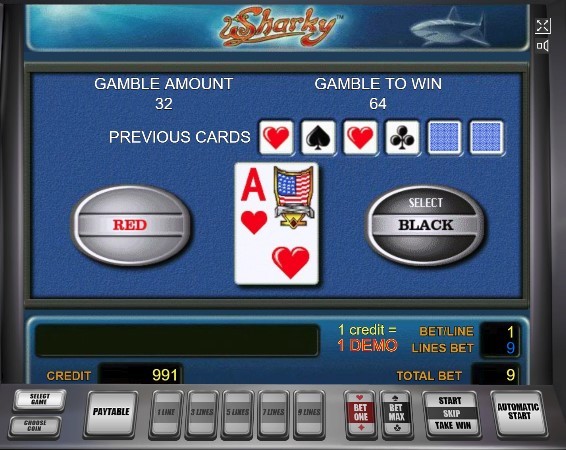 Sharky™
GAMBLE AMOUNT
32
GAMBLE TO WIN
64
PREVIOUS CARDS
A
RED
SELECT
BLACK
1 credit =
1 DEMO
BET/LINE 1
LINES BET 9
CREDIT 991
TOTAL BET 9
SELECT
GAME
CHOOSE
COIN
PAYTABLE
1 LINE
3 LINES
5 LINES
7 LINES
9 LINES
BET
ONE
BET
MAX
START
SKIP
TAKE WIN
AUTOMATIC
START